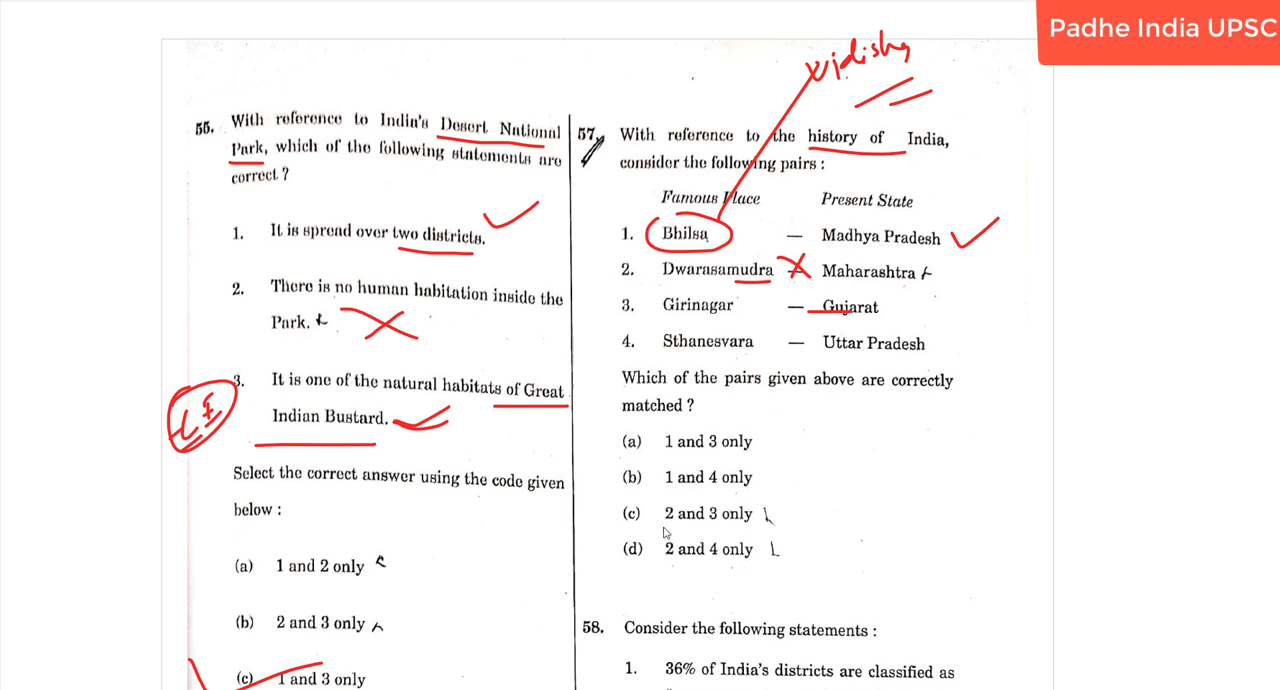 Padhe India UPSC
vidisha
55. With reference to India's Desert National
Park, which of the following statements are
correct ?
1. It is spread over two districts.
2. There is no human habitation inside the
Park.
3. It is one of the natural habitats of Great
Indian Bustard.
Select the correct answer using the code given
below :
(a) 1 and 2 only
(b) 2 and 3 only
(c) 1 and 3 only
57. With reference to the history of India,
consider the following pairs :
Famous Place Present State
1. Bhilsa — Madhya Pradesh
2. Dwarasamudra — Maharashtra
3. Girinagar — Gujarat
4. Sthanesvara — Uttar Pradesh
Which of the pairs given above are correctly
matched ?
(a) 1 and 3 only
(b) 1 and 4 only
(c) 2 and 3 only
(d) 2 and 4 only
58. Consider the following statements :
1. 36% of India's districts are classified as